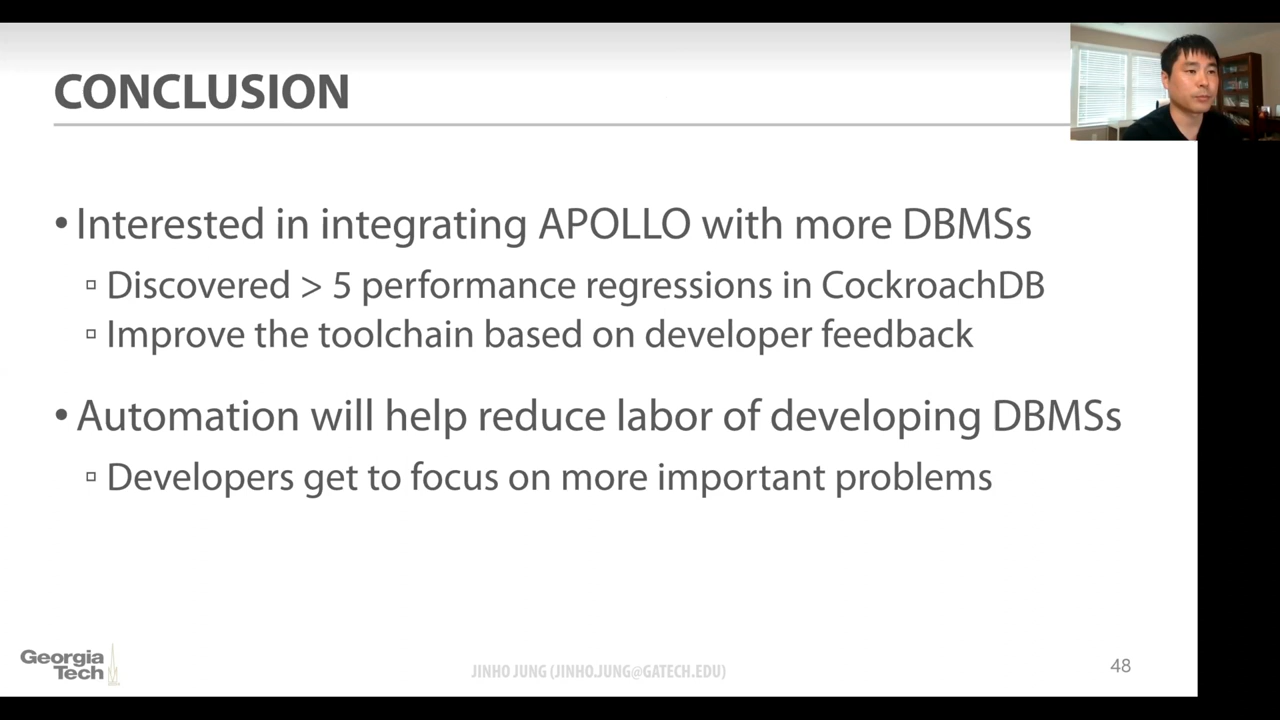 CONCLUSION
• Interested in integrating APOLLO with more DBMSs
▫ Discovered > 5 performance regressions in CockroachDB
▫ Improve the toolchain based on developer feedback
• Automation will help reduce labor of developing DBMSs
▫ Developers get to focus on more important problems
Georgia
Tech
JINHO JUNG (JINHO.JUNG@GATECH.EDU)
48